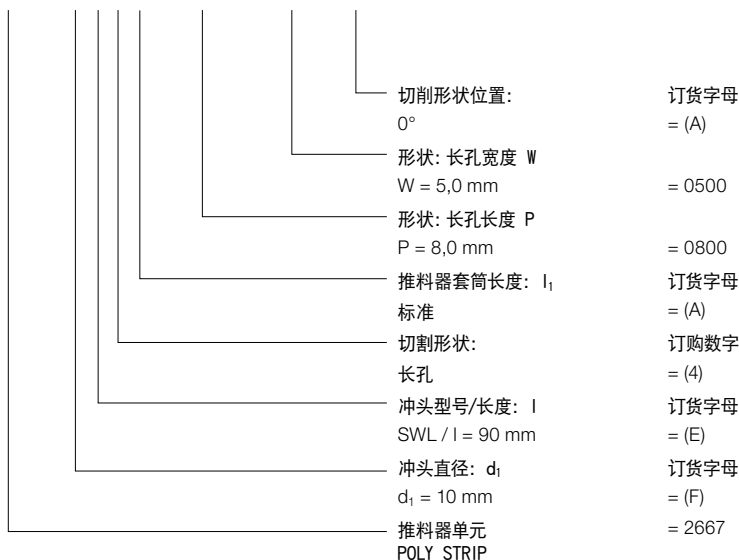 切削形状位置: 订货字母
0° = (A)
形状: 长孔宽度 W
W = 5,0 mm = 0500
形状: 长孔长度 P
P = 8,0 mm = 0800
推料器套筒长度: l₁ 订货字母
标准 = (A)
切割形状: 订购数字
长孔 = (4)
冲头型号/长度: l 订货字母
SWL / l = 90 mm = (E)
冲头直径: d₁ 订货字母
d₁ = 10 mm = (F)
推料器单元 = 2667
POLY STRIP